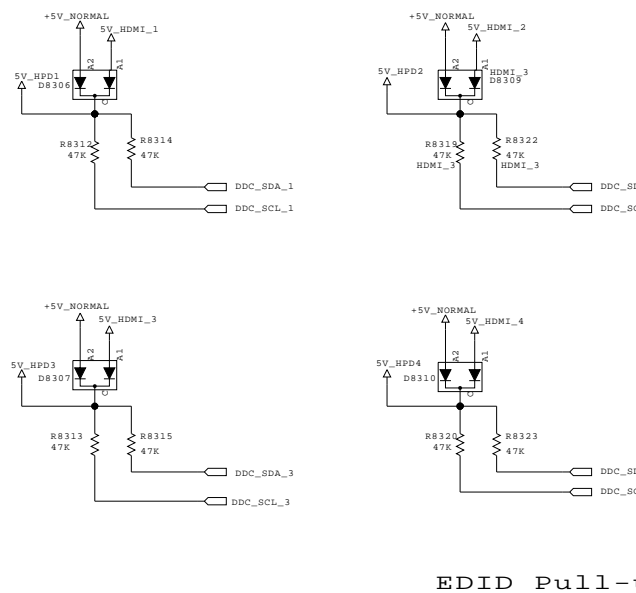 +5V_NORMAL
5V_HDMI_1
A2
A1
5V_HPD1
D8306
C
R8312
47K
R8314
47K
DDC_SDA_1
DDC_SCL_1
+5V_NORMAL
5V_HDMI_2
A2
A1
5V_HPD2
HDMI_3
D8309
C
R8319
47K
HDMI_3
R8322
47K
HDMI_3
+5V_NORMAL
5V_HDMI_3
A2
A1
5V_HPD3
D8307
C
R8313
47K
R8315
47K
DDC_SDA_3
DDC_SCL_3
+5V_NORMAL
5V_HDMI_4
A2
A1
5V_HPD4
D8310
C
R8320
47K
R8323
47K
EDID